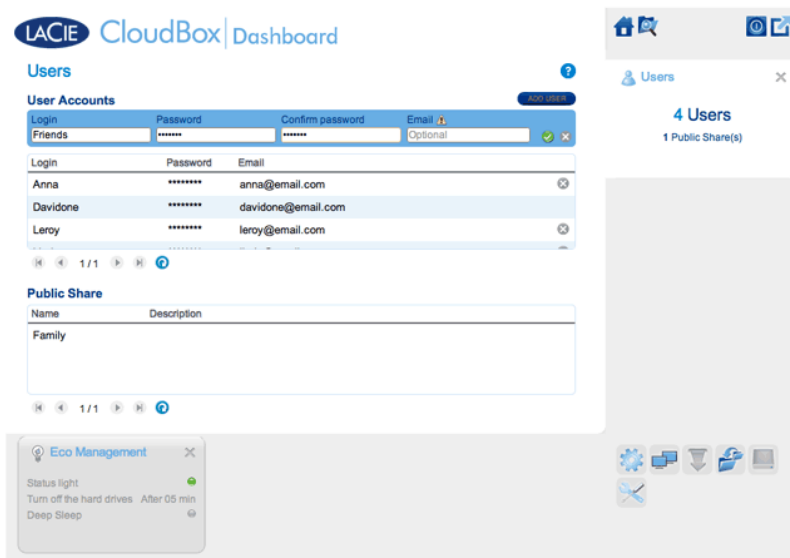 LACIE CloudBox Dashboard
Users
?
User Accounts
ADD USER
Login Password Confirm password Email
Friends ••••••• ••••••• Optional
Login Password Email
Anna ******** anna@email.com
Davidone ******** davidone@email.com
Leroy ******** leroy@email.com
1 / 1
Public Share
Name Description
Family
1 / 1
Eco Management
Status light
Turn off the hard drives After 05 min
Deep Sleep
Users
4 Users
1 Public Share(s)